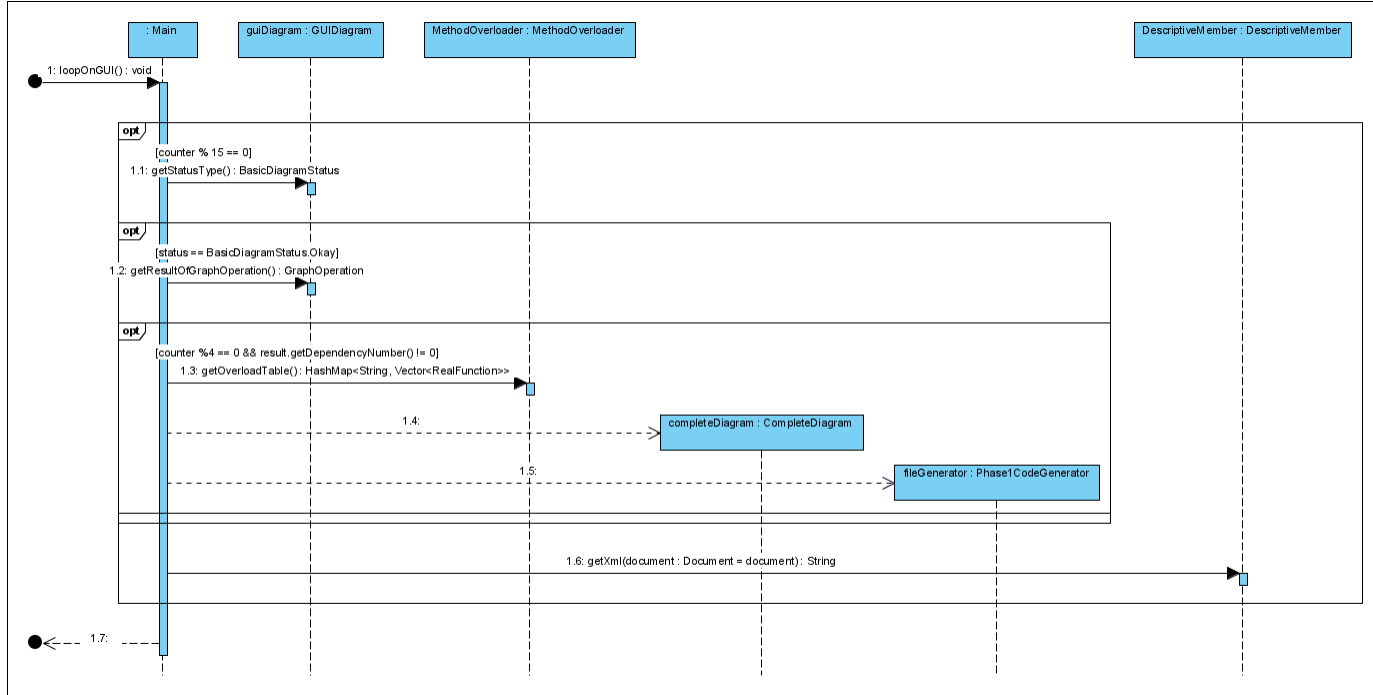 : Main
guiDiagram : GUIDiagram
MethodOverloader : MethodOverloader
DescriptiveMember : DescriptiveMember
1: loopOnGUI() : void
opt
[counter % 15 == 0]
1.1: getStatusType() : BasicDiagramStatus
opt
[status == BasicDiagramStatus.Okay]
1.2: getResultOfGraphOperation() : GraphOperation
opt
[counter %4 == 0 && result.getDependencyNumber() != 0]
1.3: getOverloadTable() : HashMap<String, Vector<RealFunction>>
1.4:
completeDiagram : CompleteDiagram
1.5:
fileGenerator : Phase1CodeGenerator
1.6: getXml(document : Document = document) : String
1.7: